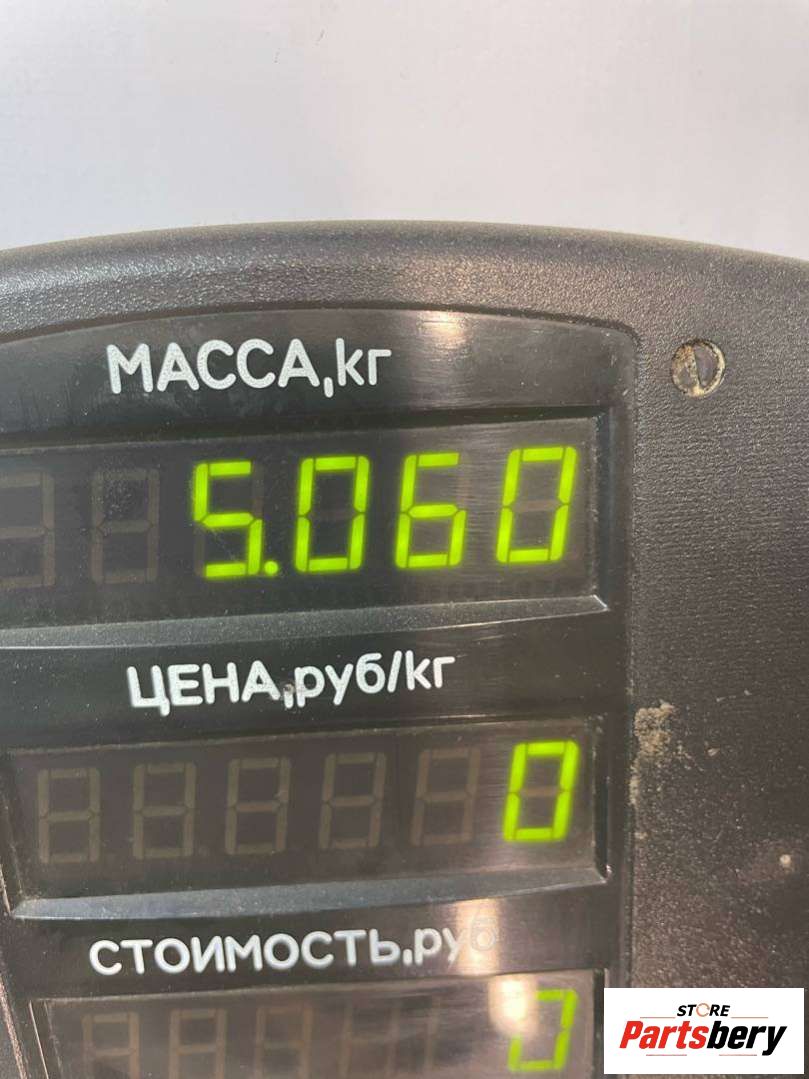 МАССА,кг
5.060
ЦЕНА,руб/кг
0
СТОИМОСТЬ,руб
0
STORE
Partsbery